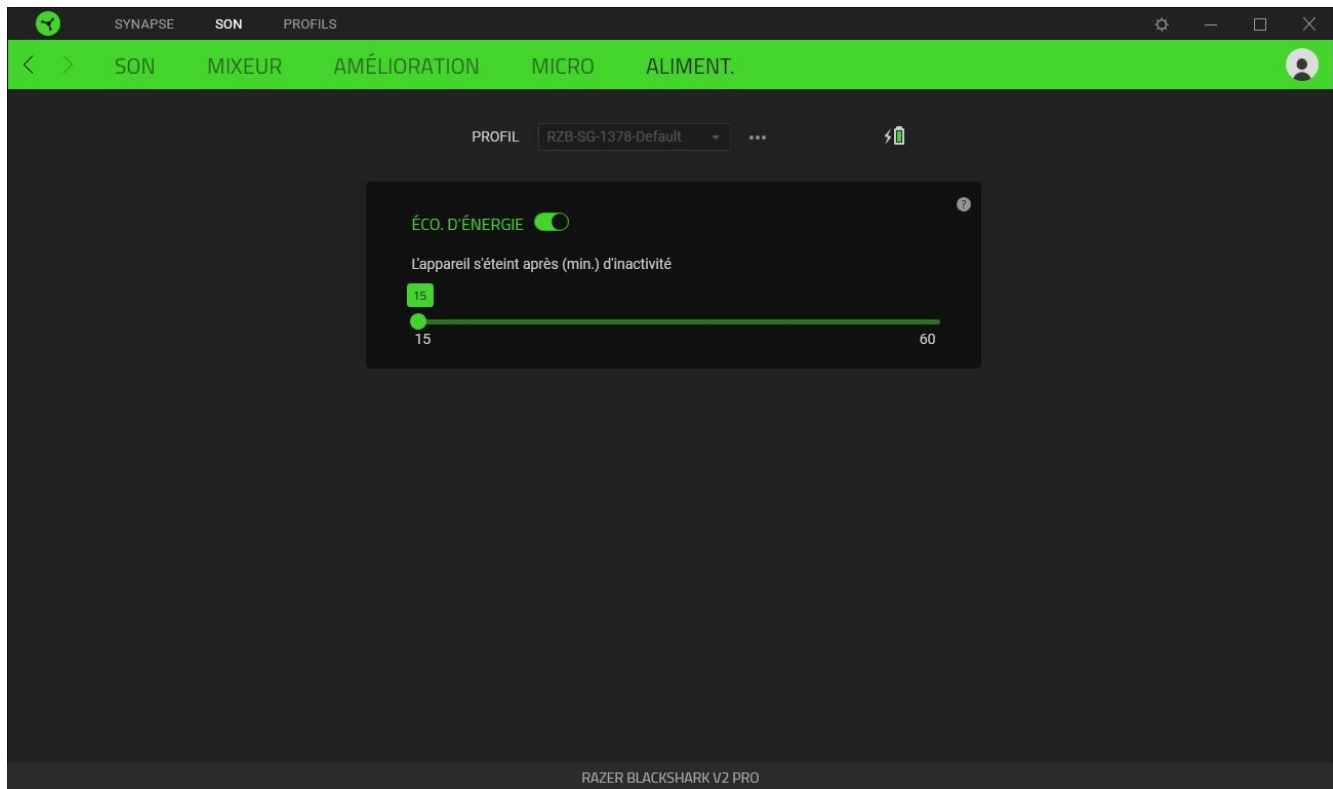 SYNAPSE SON PROFILS
SON MIXEUR AMÉLIORATION MICRO ALIMENT.
PROFIL RZB-SG-1378-Default
ÉCO. D'ÉNERGIE
L'appareil s'éteint après (min.) d'inactivité
15
15 60
RAZER BLACKSHARK V2 PRO